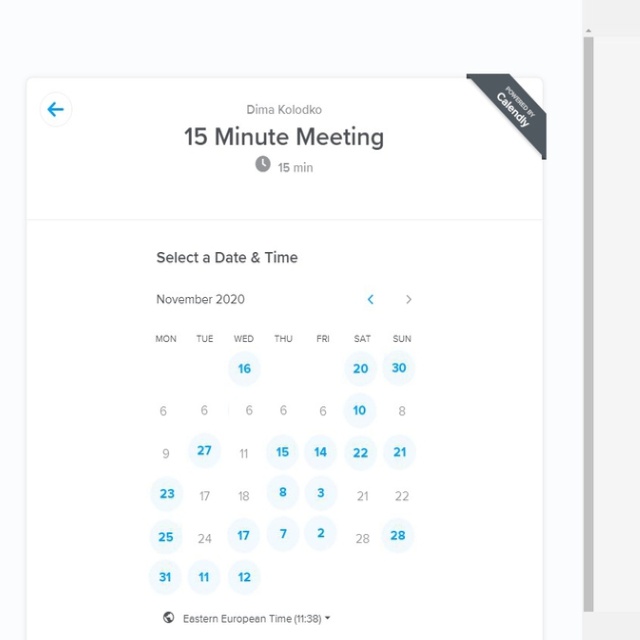 Dima Kolodko
POWERED BY
Calendly
15 Minute Meeting
15 min
Select a Date & Time
November 2020
MON TUE WED THU FRI SAT SUN
16 20 30
6 6 6 6 6 10 8
9 27 11 15 14 22 21
23 17 18 8 3 21 22
25 24 17 7 2 28 28
31 11 12
Eastern European Time (11:38)